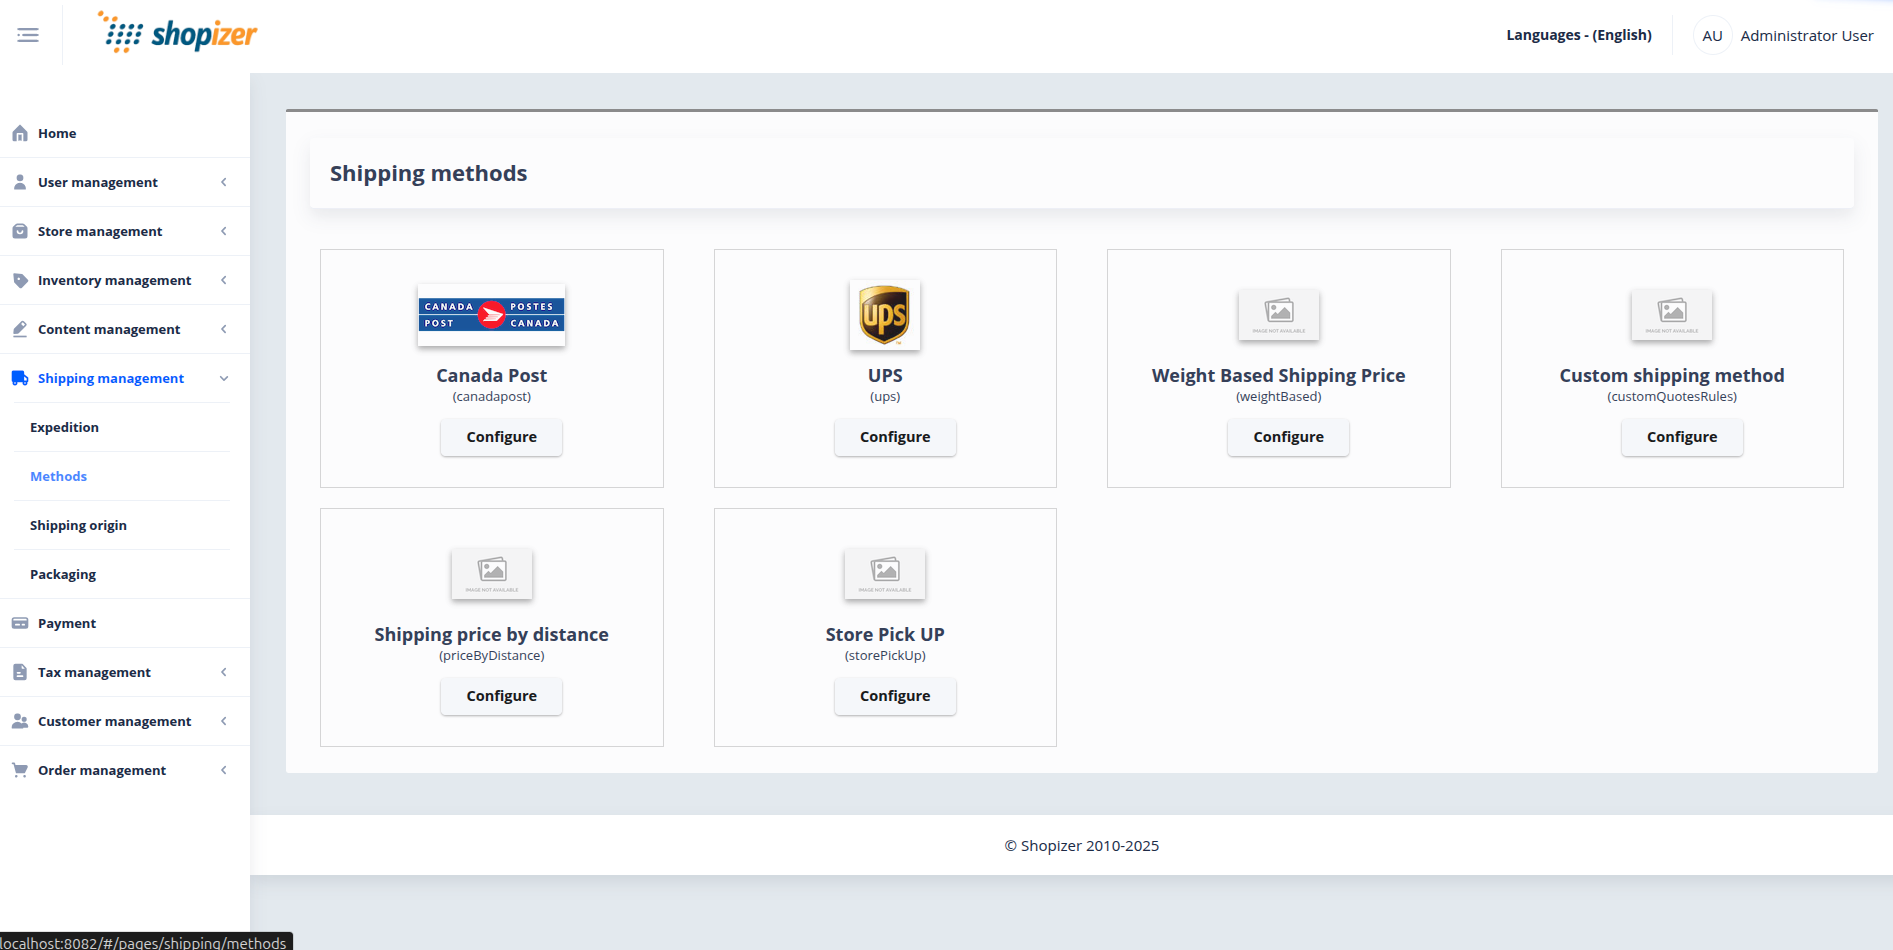 shopizer
Languages - (English)
AU
Administrator User
Home
User management
Store management
Inventory management
Content management
Shipping management
Expedition
Methods
Shipping origin
Packaging
Payment
Tax management
Customer management
Order management
Shipping methods
CANADA POSTES
POST CANADA
Canada Post
(canadapost)
Configure
ups
TM
UPS
(ups)
Configure
IMAGE NOT AVAILABLE
Weight Based Shipping Price
(weightBased)
Configure
IMAGE NOT AVAILABLE
Custom shipping method
(customQuotesRules)
Configure
IMAGE NOT AVAILABLE
Shipping price by distance
(priceByDistance)
Configure
IMAGE NOT AVAILABLE
Store Pick UP
(storePickUp)
Configure
© Shopizer 2010-2025
localhost:8082/#/pages/shipping/methods